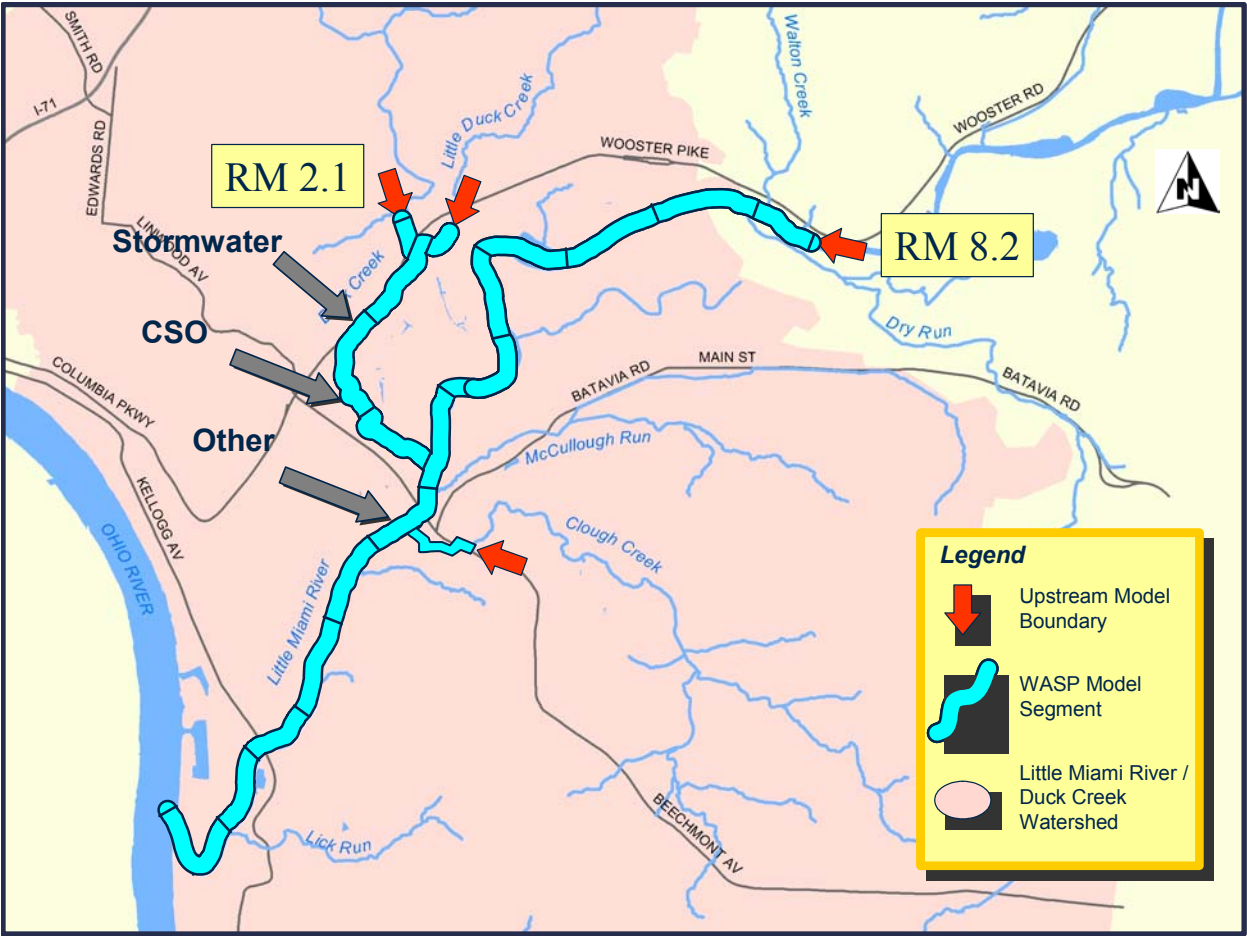 SMITH RD
I-71
EDWARDS RD
LINWOOD AV
Little Duck Creek
Walton Creek
WOOSTER RD
WOOSTER PIKE
N
RM 2.1
RM 8.2
Stormwater
Creek
CSO
Other
COLUMBIA PKWY
KELLOGG AV
OHIO RIVER
Dry Run
MAIN ST
BATAVIA RD
BATAVIA RD
McCullough Run
Clough Creek
Little Miami River
Lick Run
BEECHMONT AV
Legend
Upstream Model
Boundary
WASP Model
Segment
Little Miami River /
Duck Creek
Watershed